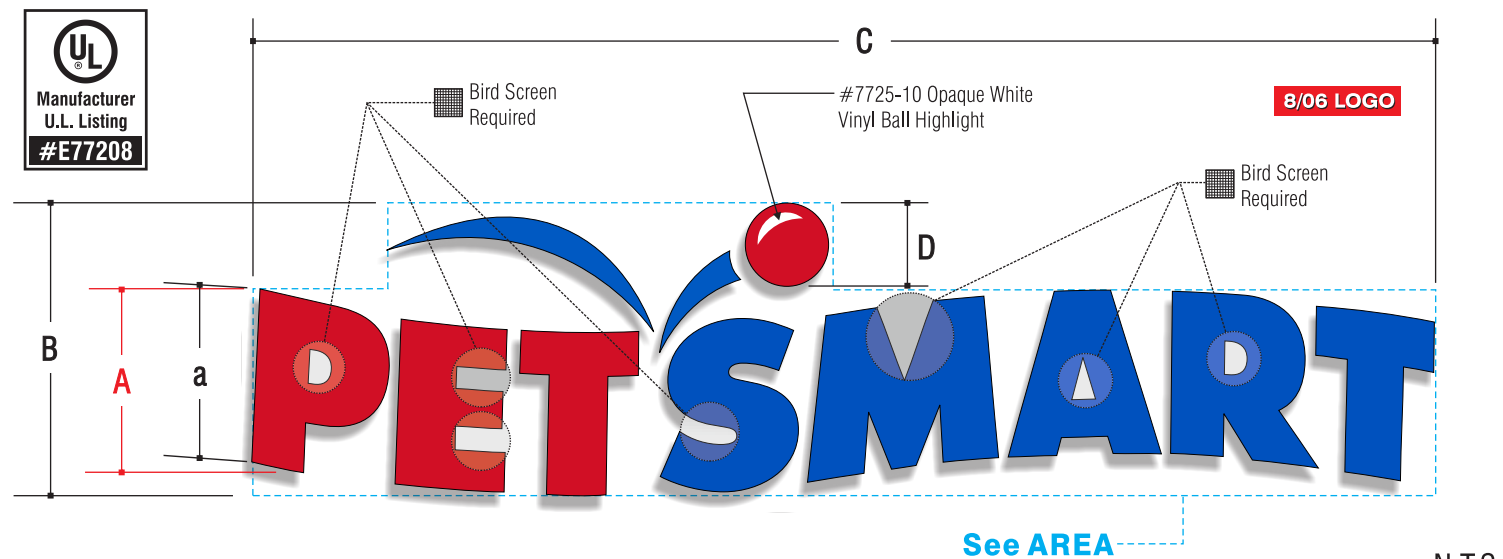 UL
®
Manufacturer
U.L. Listing
#E77208
C
Bird Screen
Required
#7725-10 Opaque White
Vinyl Ball Highlight
8/06 LOGO
Bird Screen
Required
B
A
a
D
PETSMART
See AREA